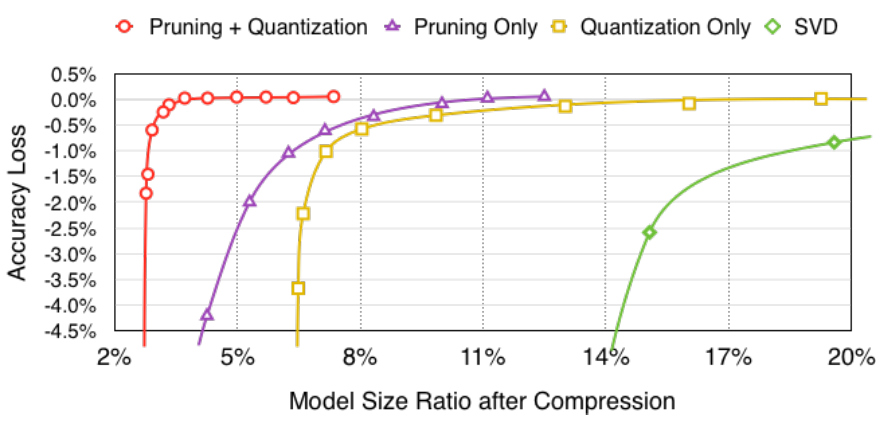 Pruning + Quantization Pruning Only Quantization Only SVD
0.5%
0.0%
-0.5%
-1.0%
-1.5%
-2.0%
-2.5%
-3.0%
-3.5%
-4.0%
-4.5%
Accuracy Loss
2% 5% 8% 11% 14% 17% 20%
Model Size Ratio after Compression